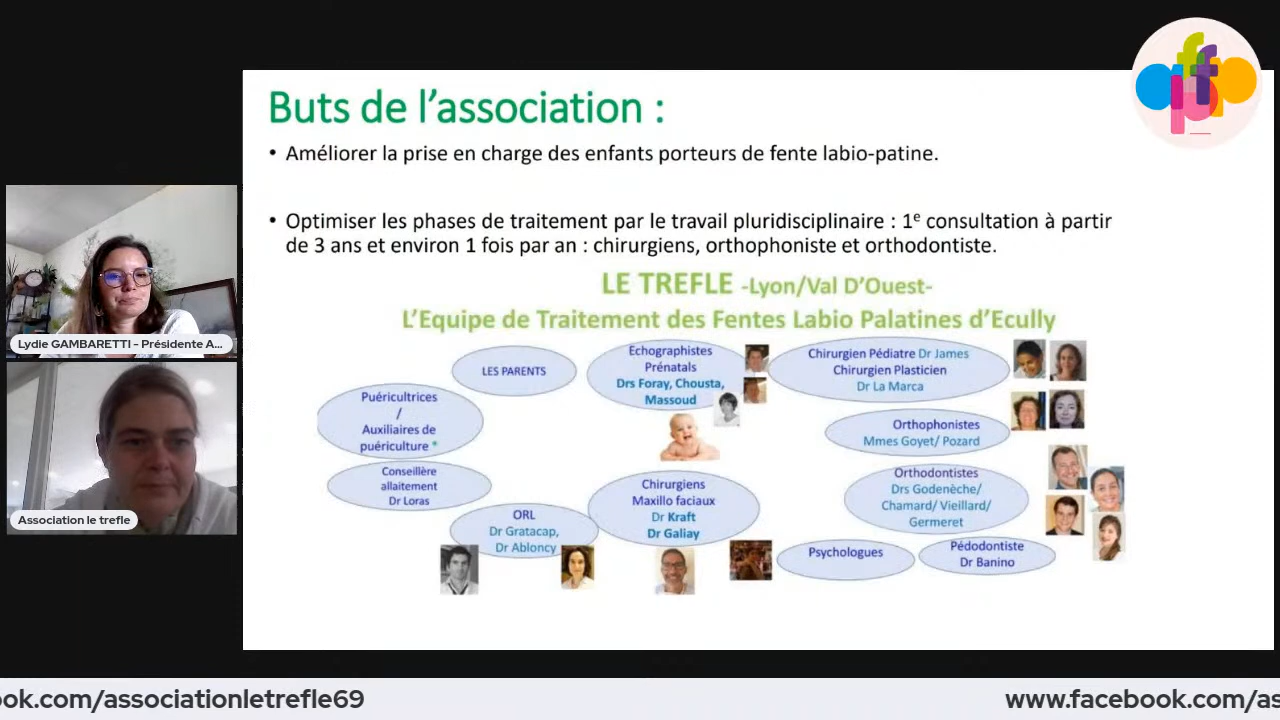 Buts de l’association :
• Améliorer la prise en charge des enfants porteurs de fente labio-patine.
• Optimiser les phases de traitement par le travail pluridisciplinaire : 1e consultation à partir
de 3 ans et environ 1 fois par an : chirurgiens, orthophoniste et orthodontiste.
LE TREFLE -Lyon/Val D’Ouest-
L’Equipe de Traitement des Fentes Labio Palatines d’Ecully
LES PARENTS
Echographistes
Prénatals
Drs Foray, Chousta,
Massoud
Chirurgien Pédiatre Dr James
Chirurgien Plasticien
Dr La Marca
Puéricultrices
/
Auxiliaires de
puériculture *
Orthophonistes
Mmes Goyet/ Pozard
Conseillère
allaitement
Dr Loras
Chirurgiens
Maxillo faciaux
Dr Kraft
Dr Galiay
Orthodontistes
Drs Godenèche/
Chamard/ Vieillard/
Germeret
ORL
Dr Gratacap,
Dr Abloncy
Psychologues
Pédodontiste
Dr Banino
Lydie GAMBARETTI - Présidente A...
Association le trefle
ok.com/associationletrefle69
www.facebook.com/as